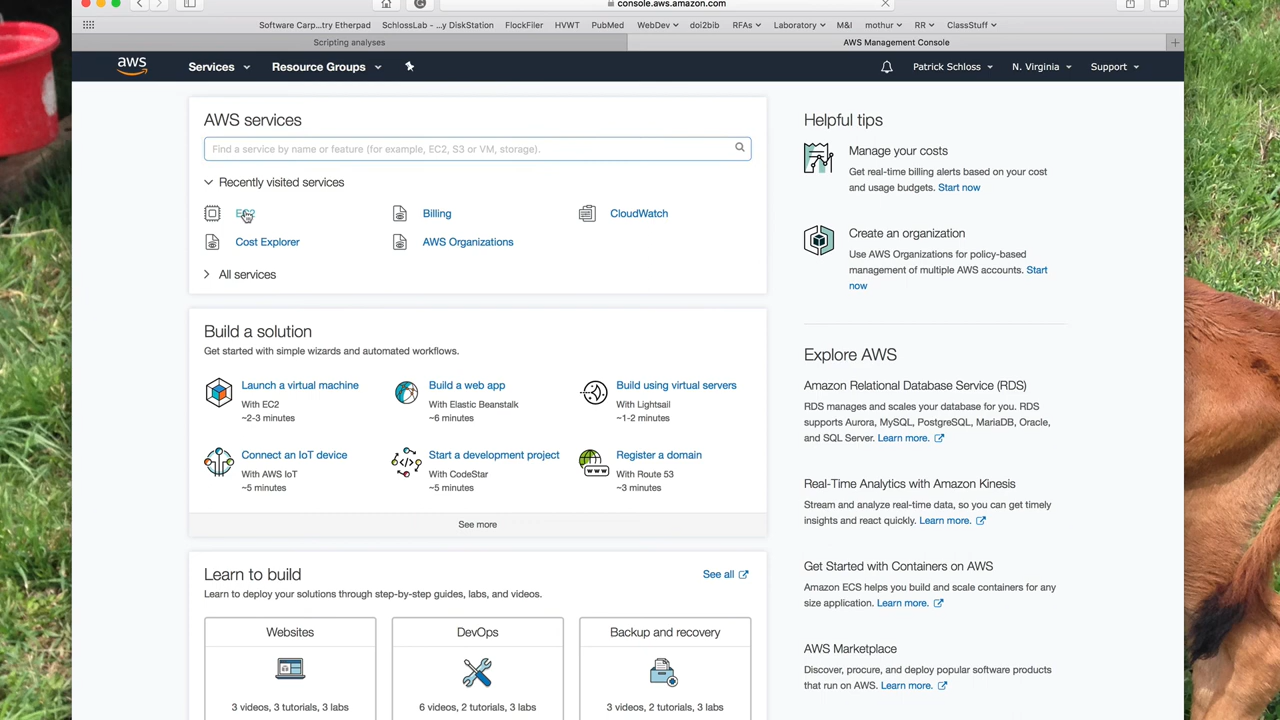 console.aws.amazon.com
Software Carp...try Etherpad SchlossLab - ...y DiskStation FlockFiler HVWT PubMed WebDev doi2bib RFAs Laboratory M&I mothur RR ClassStuff
Scripting analyses AWS Management Console
aws Services Resource Groups Patrick Schloss N. Virginia Support
AWS services
Find a service by name or feature (for example, EC2, S3 or VM, storage).
Recently visited services
EC2 Billing CloudWatch
Cost Explorer AWS Organizations
All services
Build a solution
Get started with simple wizards and automated workflows.
Launch a virtual machine
With EC2
~2-3 minutes
Build a web app
With Elastic Beanstalk
~6 minutes
Build using virtual servers
With Lightsail
~1-2 minutes
Connect an IoT device
With AWS IoT
~5 minutes
Start a development project
With CodeStar
~5 minutes
Register a domain
With Route 53
~3 minutes
See more
Learn to build
See all
Learn to deploy your solutions through step-by-step guides, labs, and videos.
Websites
3 videos, 3 tutorials, 3 labs
DevOps
6 videos, 2 tutorials, 3 labs
Backup and recovery
3 videos, 2 tutorials, 3 labs
Helpful tips
Manage your costs
Get real-time billing alerts based on your cost
and usage budgets. Start now
Create an organization
Use AWS Organizations for policy-based
management of multiple AWS accounts. Start
now
Explore AWS
Amazon Relational Database Service (RDS)
RDS manages and scales your database for you. RDS
supports Aurora, MySQL, PostgreSQL, MariaDB, Oracle,
and SQL Server. Learn more.
Real-Time Analytics with Amazon Kinesis
Stream and analyze real-time data, so you can get timely
insights and react quickly. Learn more.
Get Started with Containers on AWS
Amazon ECS helps you build and scale containers for any
size application. Learn more.
AWS Marketplace
Discover, procure, and deploy popular software products
that run on AWS. Learn more.